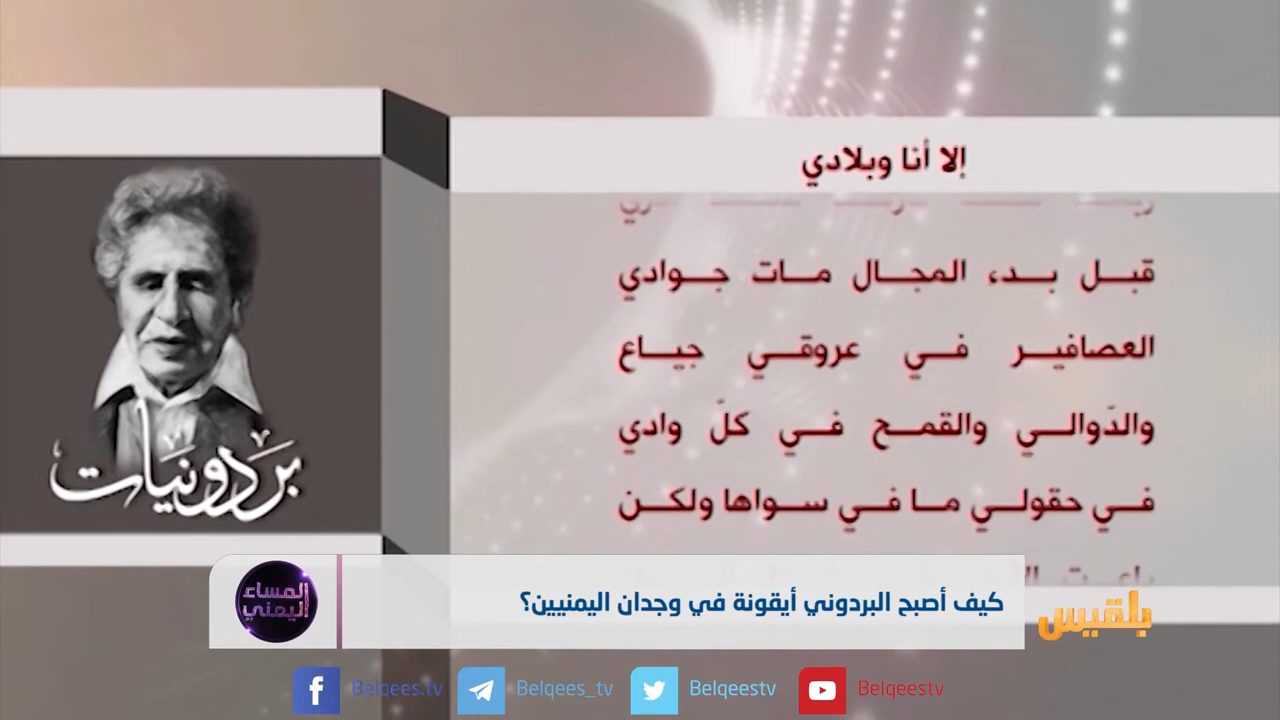 إلا أنا وبلادي
قبل بدء المجال مات جوادي
العصافير في عروقي جياع
والدّوالي والقمح في كلّ وادي
في حقولي ما في سواها ولكن
بردونيات
المساء اليمني
كيف أصبح البردوني أيقونة في وجدان اليمنيين؟
بلقيس
Belqees.tv
Belqees_tv
Belqeestv
Belqeestv